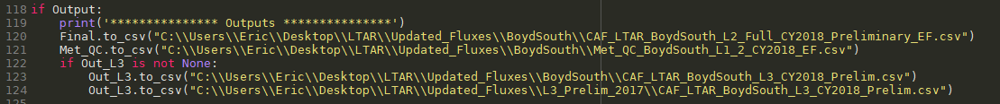 118 if Output:
119     print('*************** Outputs ***************')
120     Final.to_csv("C:\\Users\\Eric\\Desktop\\LTAR\\Updated_Fluxes\\BoydSouth\\CAF_LTAR_BoydSouth_L2_Full_CY2018_Preliminary_EF.csv")
121     Met_QC.to_csv("C:\\Users\\Eric\\Desktop\\LTAR\\Updated_Fluxes\\BoydSouth\\Met_QC_BoydSouth_L1_2_CY2018_EF.csv")
122     if Out_L3 is not None:
123         Out_L3.to_csv("C:\\Users\\Eric\\Desktop\\LTAR\\Updated_Fluxes\\BoydSouth\\CAF_LTAR_BoydSouth_L3_CY2018_Prelim.csv")
124         Out_L3.to_csv("C:\\Users\\Eric\\Desktop\\LTAR\\Updated_Fluxes\\L3_Prelim_2017\\CAF_LTAR_BoydSouth_L3_CY2018_Prelim.csv")
125